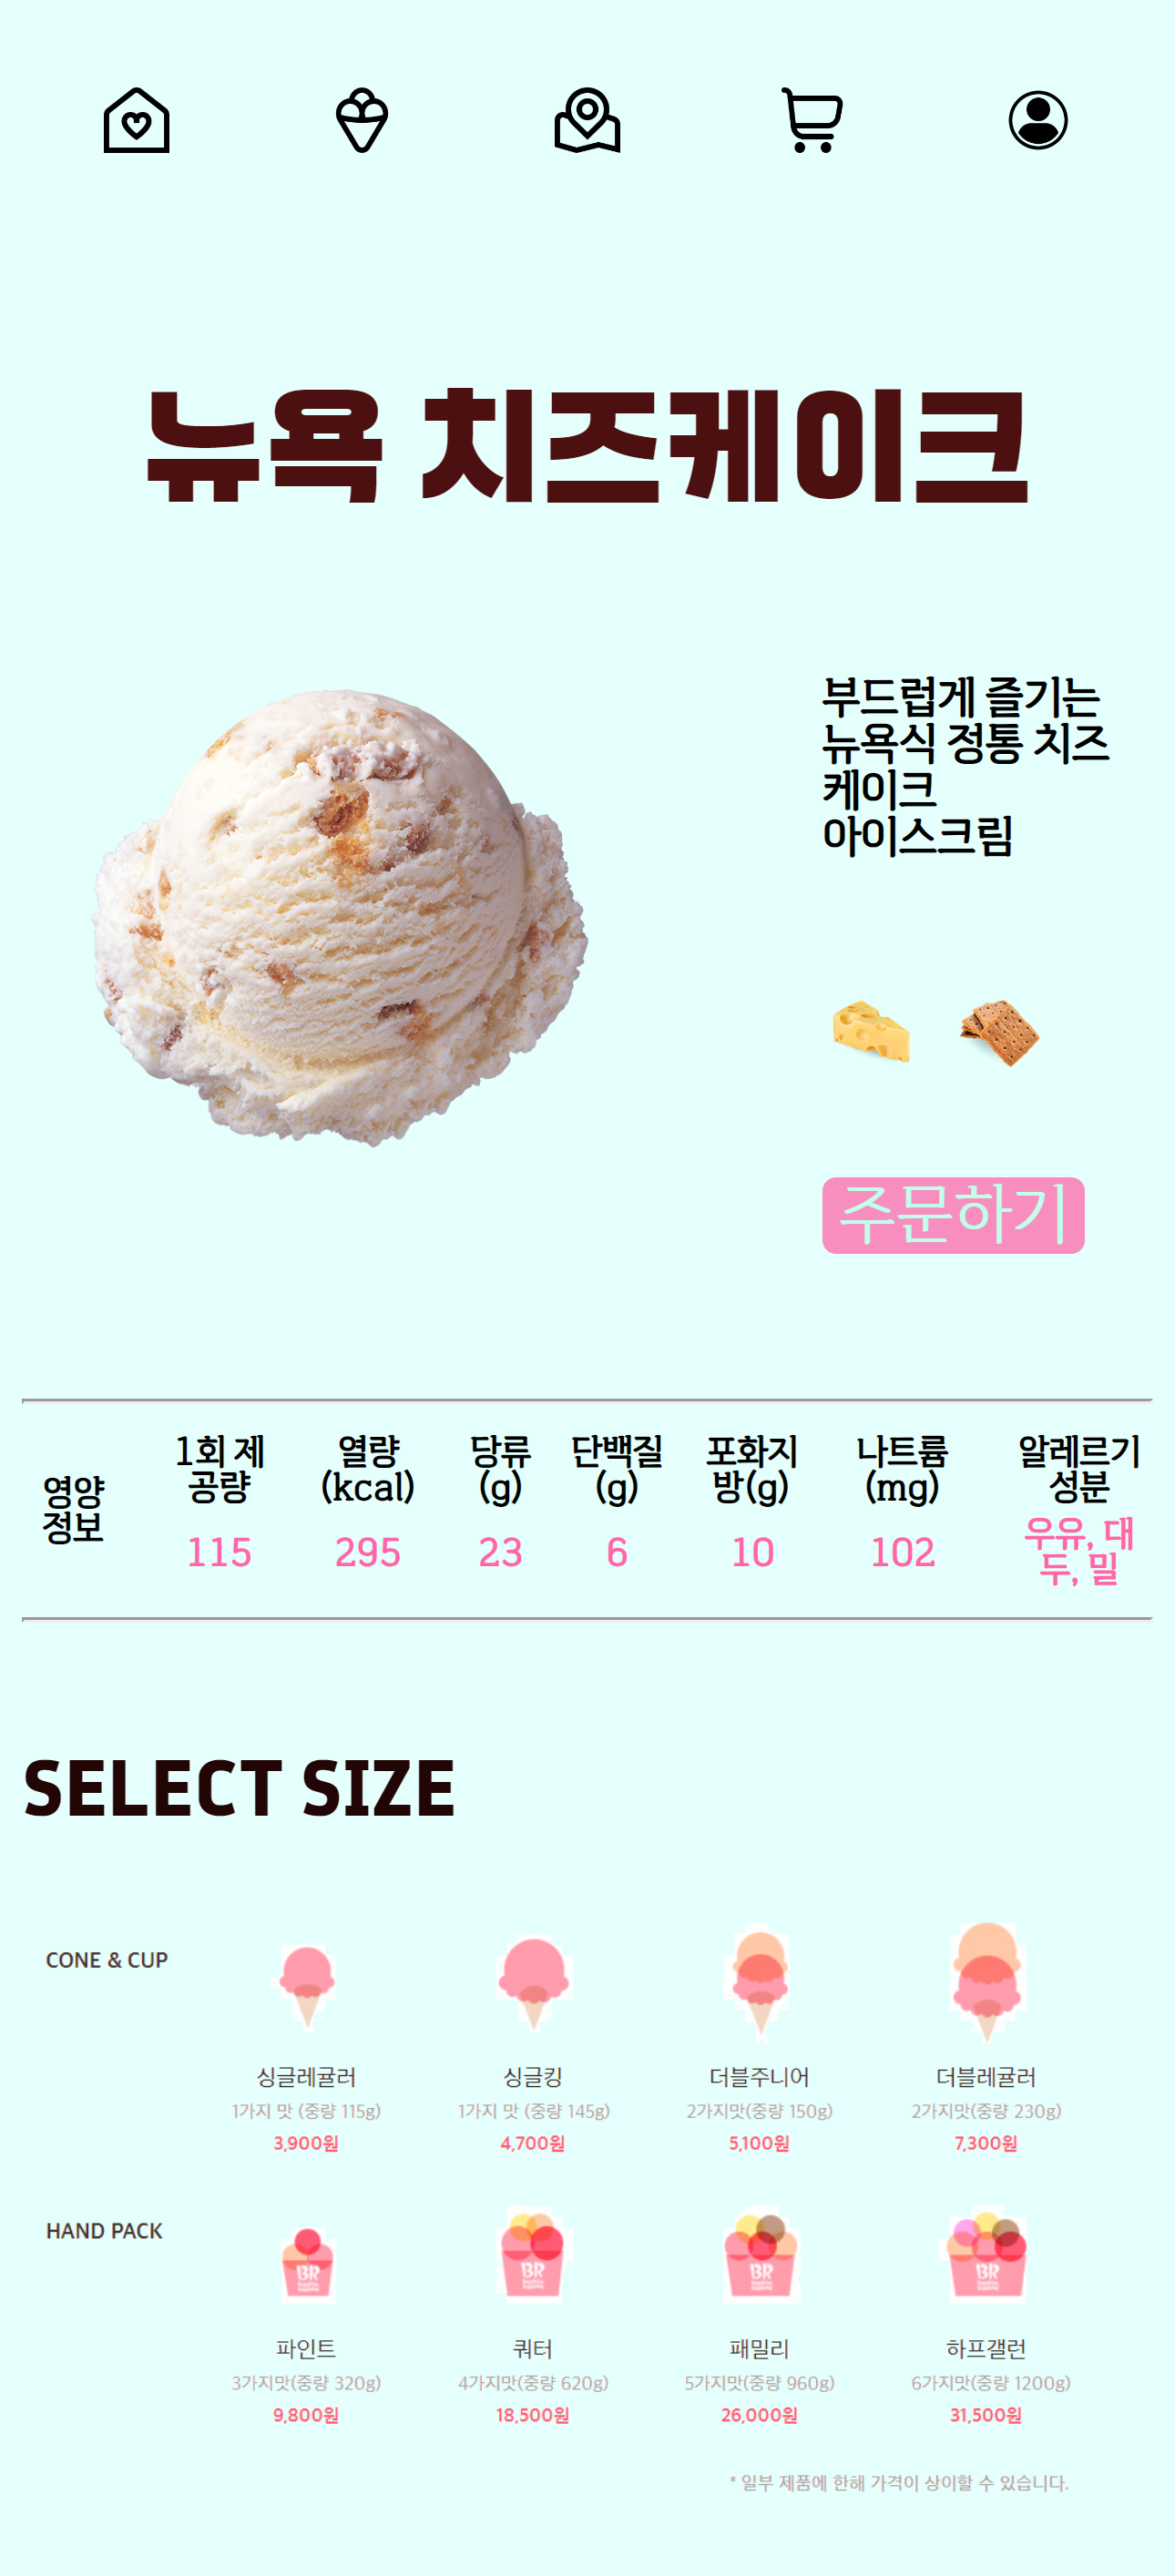 뉴욕 치즈케이크
부드럽게 즐기는
뉴욕식 정통 치즈
케이크
아이스크림
주문하기
영양
정보
1회 제
공량
115
열량
(kcal)
295
당류
(g)
23
단백질
(g)
6
포화지
방(g)
10
나트륨
(mg)
102
알레르기
성분
우유, 대
두, 밀
SELECT SIZE
CONE & CUP
싱글레귤러
1가지 맛 (중량 115g)
3,900원
싱글킹
1가지 맛 (중량 145g)
4,700원
더블주니어
2가지맛(중량 150g)
5,100원
더블레귤러
2가지맛(중량 230g)
7,300원
HAND PACK
BR
BR
BR
BR
파인트
3가지맛(중량 320g)
9,800원
쿼터
4가지맛(중량 620g)
18,500원
패밀리
5가지맛(중량 960g)
26,000원
하프갤런
6가지맛(중량 1200g)
31,500원
* 일부 제품에 한해 가격이 상이할 수 있습니다.